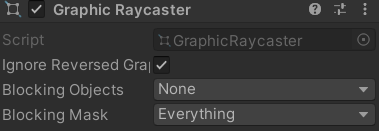 Graphic Raycaster
Script GraphicRaycaster
Ignore Reversed Grap
Blocking Objects None
Blocking Mask Everything